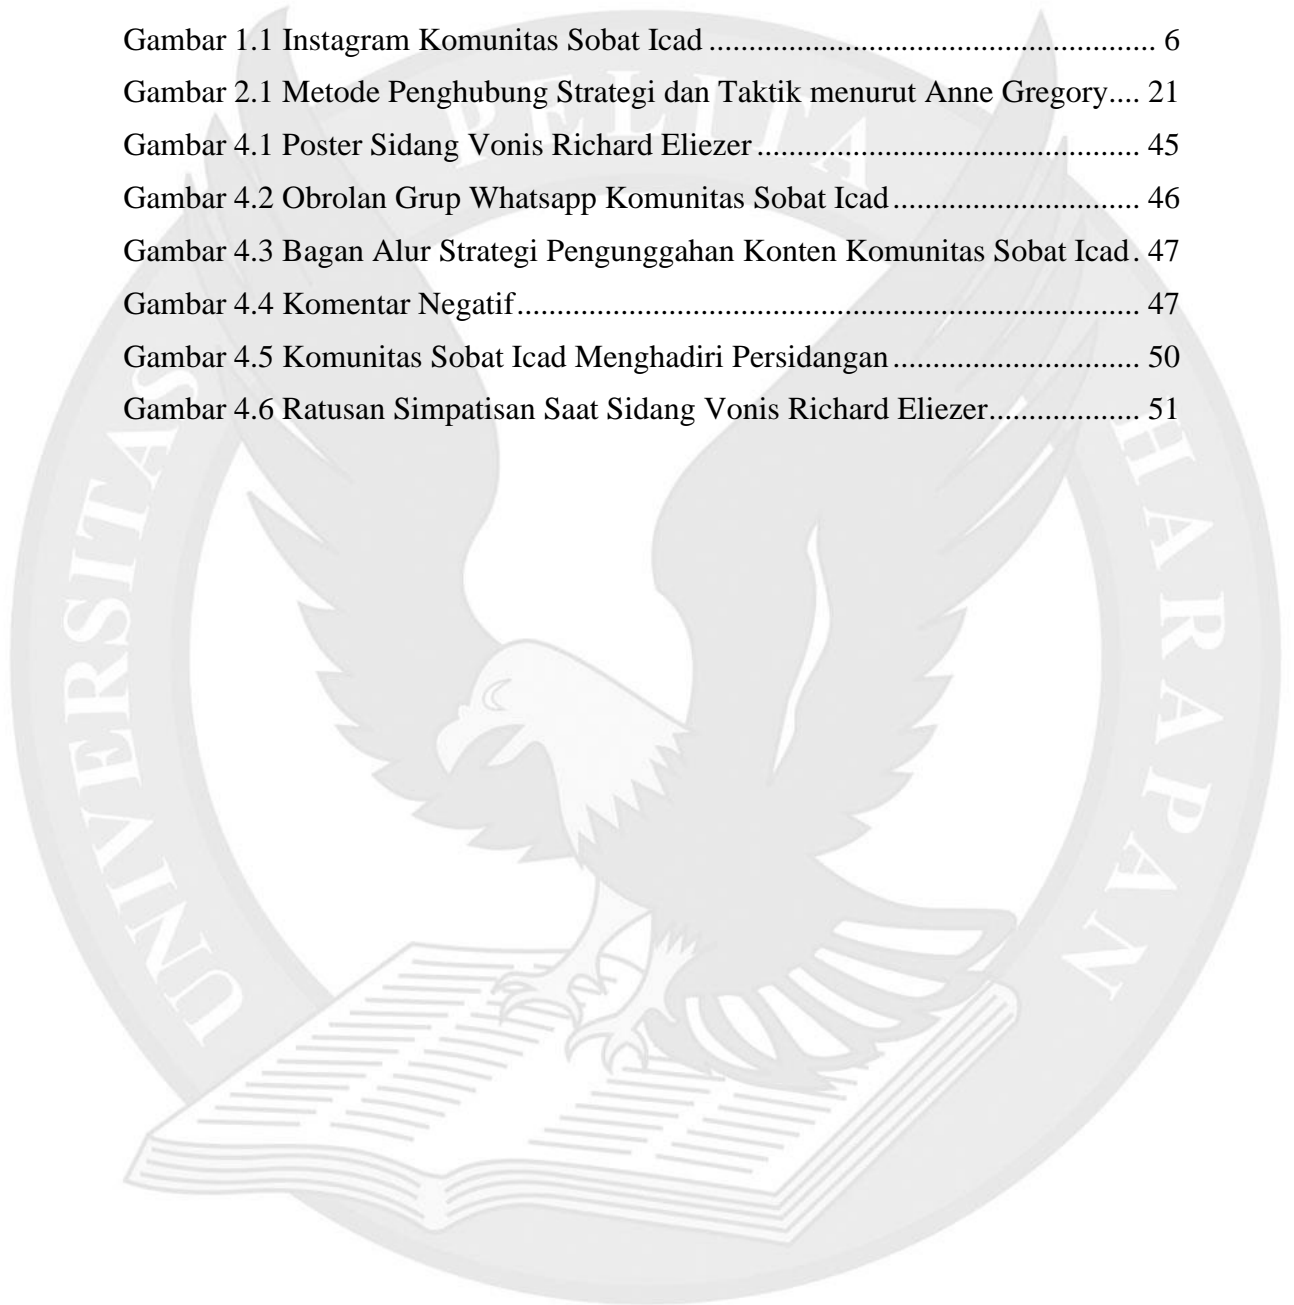 Gambar 1.1 Instagram Komunitas Sobat Icad ........................................................ 6
Gambar 2.1 Metode Penghubung Strategi dan Taktik menurut Anne Gregory.... 21
Gambar 4.1 Poster Sidang Vonis Richard Eliezer ................................................ 45
Gambar 4.2 Obrolan Grup Whatsapp Komunitas Sobat Icad ............................... 46
Gambar 4.3 Bagan Alur Strategi Pengunggahan Konten Komunitas Sobat Icad. 47
Gambar 4.4 Komentar Negatif .............................................................................. 47
Gambar 4.5 Komunitas Sobat Icad Menghadiri Persidangan ............................... 50
Gambar 4.6 Ratusan Simpatisan Saat Sidang Vonis Richard Eliezer................... 51
UNIVERSITAS PELITA HARAPAN